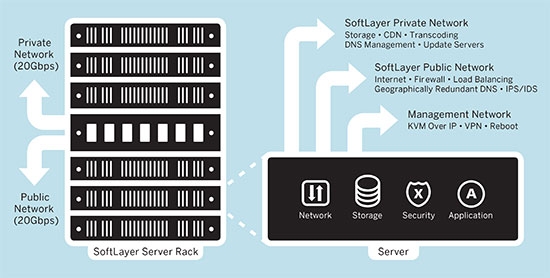 Private
Network
(20Gbps)
Public
Network
(20Gbps)
SoftLayer Server Rack
SoftLayer Private Network
Storage • CDN • Transcoding
DNS Management • Update Servers
SoftLayer Public Network
Internet • Firewall • Load Balancing
Geographically Redundant DNS • IPS/IDS
Management Network
KVM Over IP • VPN • Reboot
X
A
Network
Storage
Security
Application
Server